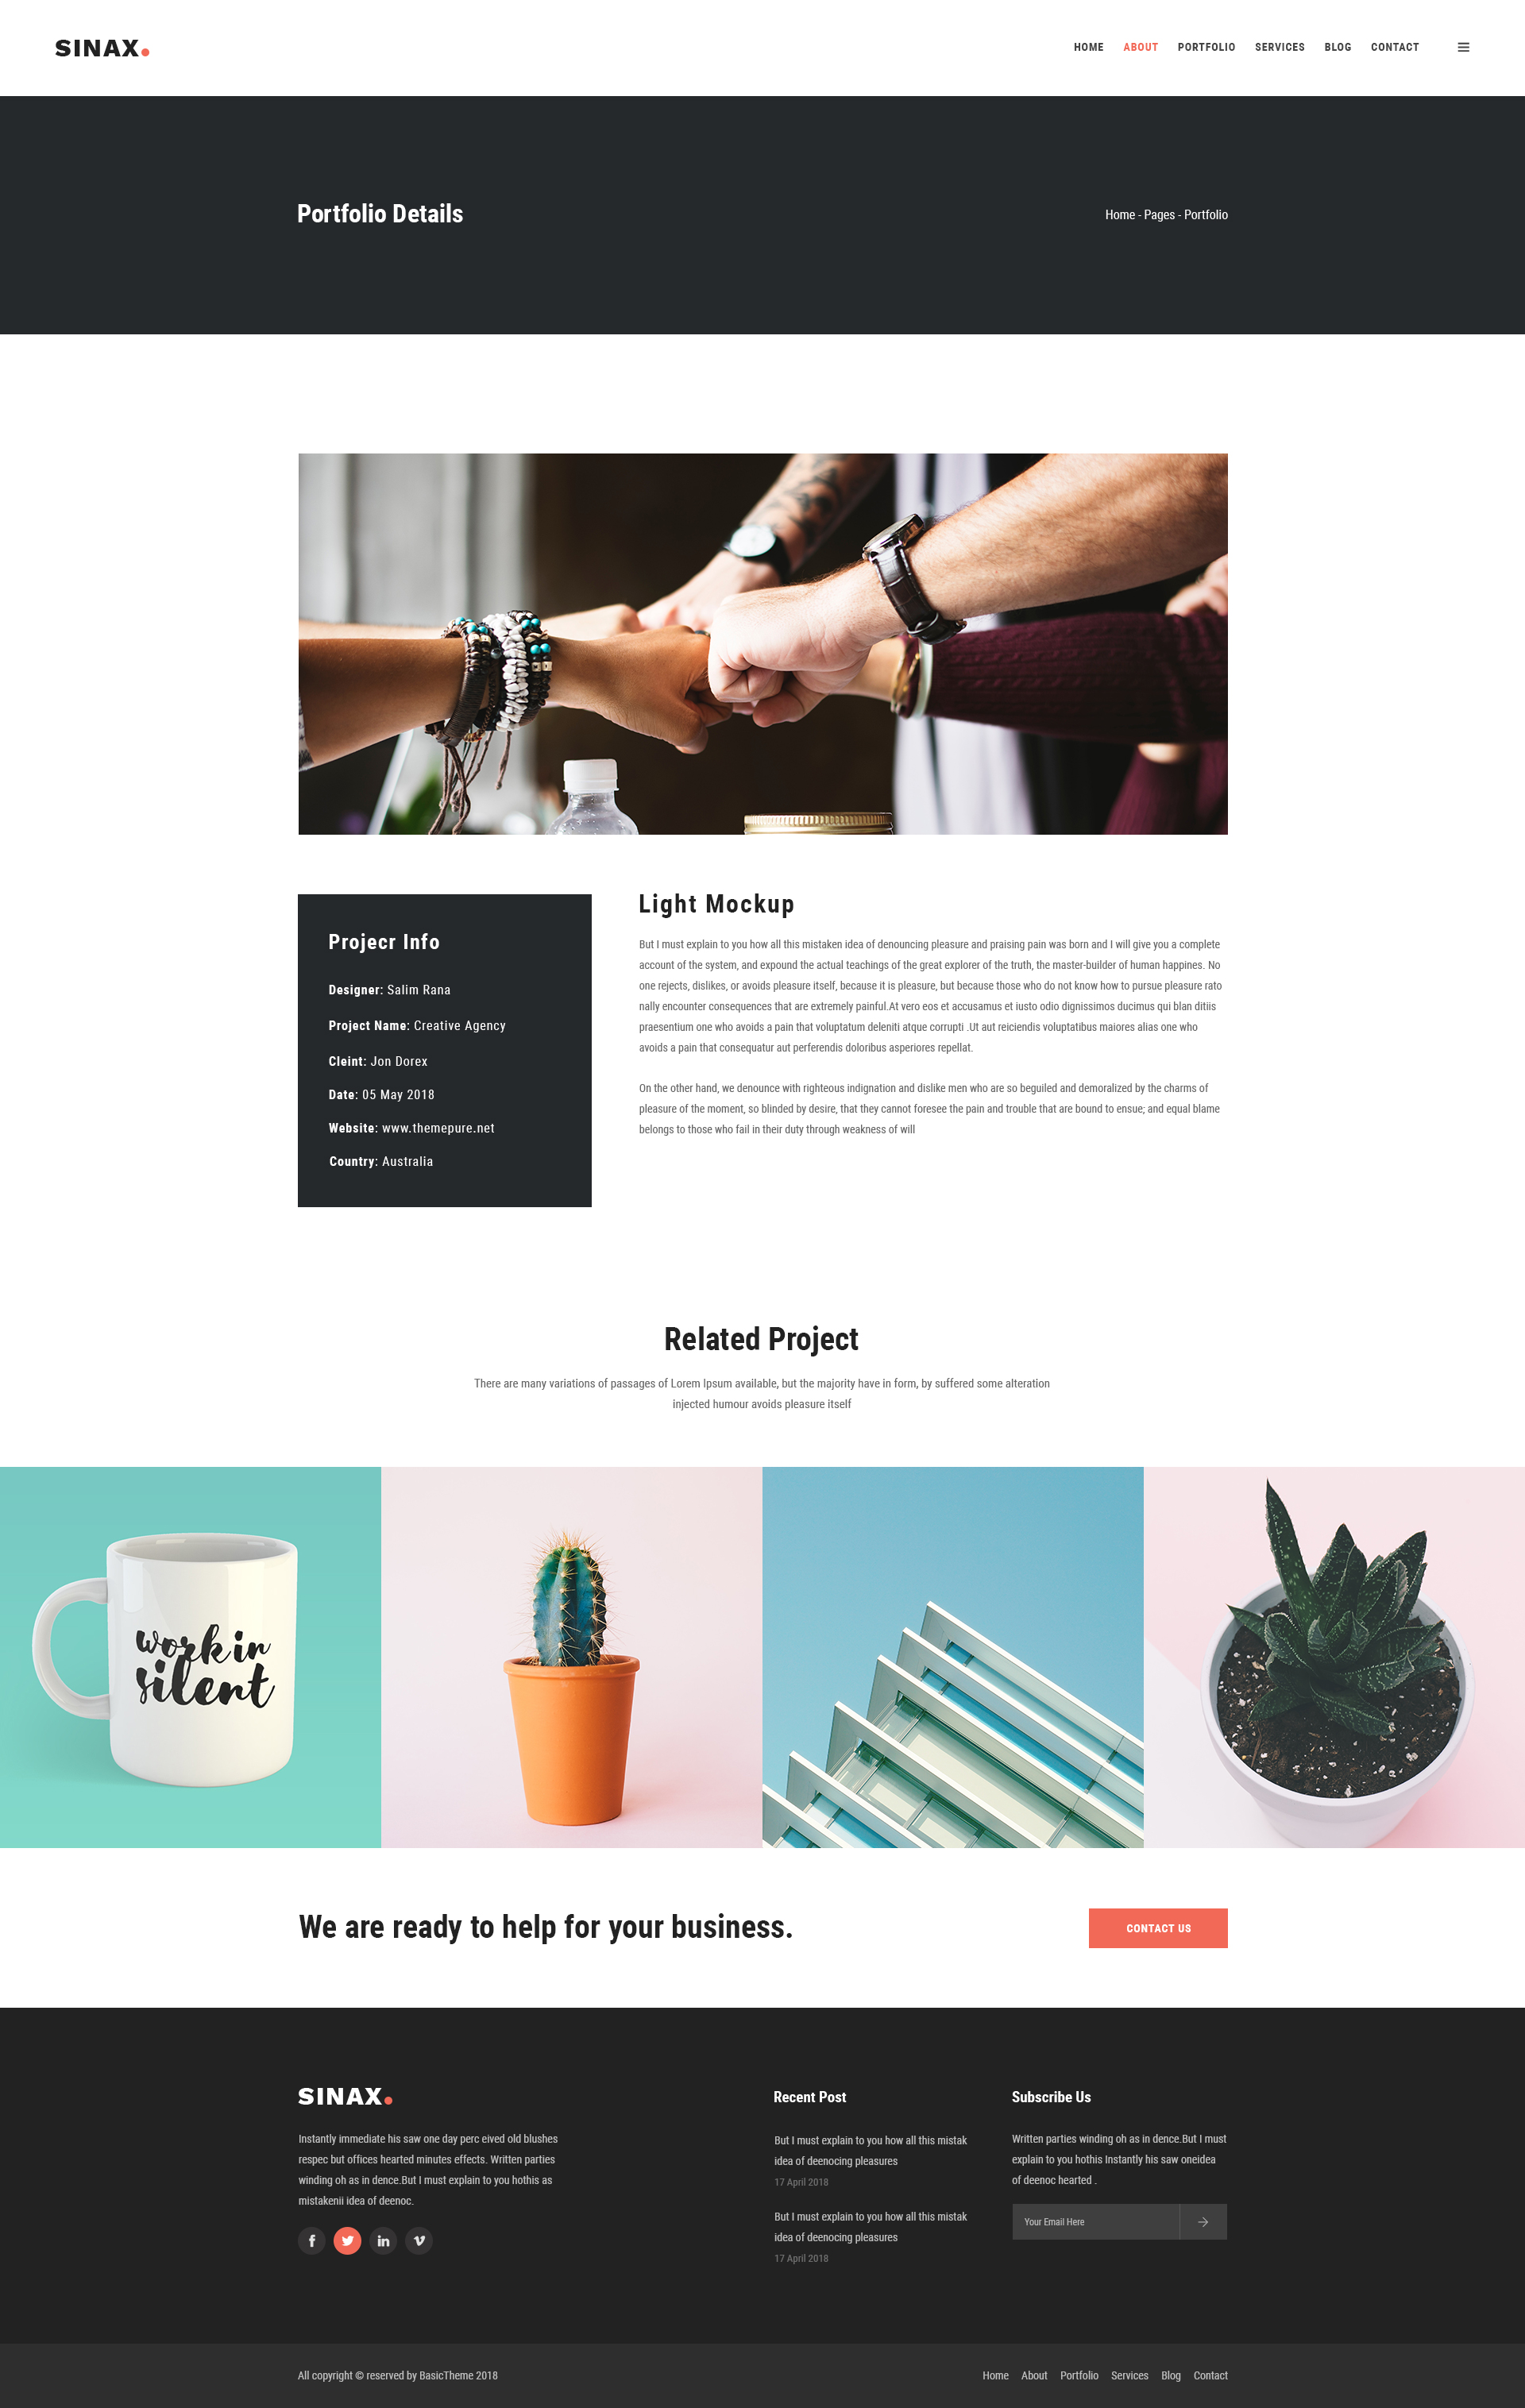 SINAX.
HOME ABOUT PORTFOLIO SERVICES BLOG CONTACT
Portfolio Details
Home - Pages - Portfolio
Projecr Info
Designer: Salim Rana
Project Name: Creative Agency
Cleint: Jon Dorex
Date: 05 May 2018
Website: www.themepure.net
Country: Australia
Light Mockup
But I must explain to you how all this mistaken idea of denouncing pleasure and praising pain was born and I will give you a complete
account of the system, and expound the actual teachings of the great explorer of the truth, the master-builder of human happines. No
one rejects, dislikes, or avoids pleasure itself, because it is pleasure, but because those who do not know how to pursue pleasure rato
nally encounter consequences that are extremely painful.At vero eos et accusamus et iusto odio dignissimos ducimus qui blan ditiis
praesentium one who avoids a pain that voluptatum deleniti atque corrupti .Ut aut reiciendis voluptatibus maiores alias one who
avoids a pain that consequatur aut perferendis doloribus asperiores repellat.
On the other hand, we denounce with righteous indignation and dislike men who are so beguiled and demoralized by the charms of
pleasure of the moment, so blinded by desire, that they cannot foresee the pain and trouble that are bound to ensue; and equal blame
belongs to those who fail in their duty through weakness of will
Related Project
There are many variations of passages of Lorem Ipsum available, but the majority have in form, by suffered some alteration
injected humour avoids pleasure itself
work in
silent
We are ready to help for your business.
CONTACT US
SINAX.
Instantly immediate his saw one day perc eived old blushes
respec but offices hearted minutes effects. Written parties
winding oh as in dence.But I must explain to you hothis as
mistakenii idea of deenoc.
Recent Post
But I must explain to you how all this mistak
idea of deenocing pleasures
17 April 2018
But I must explain to you how all this mistak
idea of deenocing pleasures
17 April 2018
Subscribe Us
Written parties winding oh as in dence.But I must
explain to you hothis Instantly his saw oneidea
of deenoc hearted .
Your Email Here
All copyright © reserved by BasicTheme 2018
Home About Portfolio Services Blog Contact